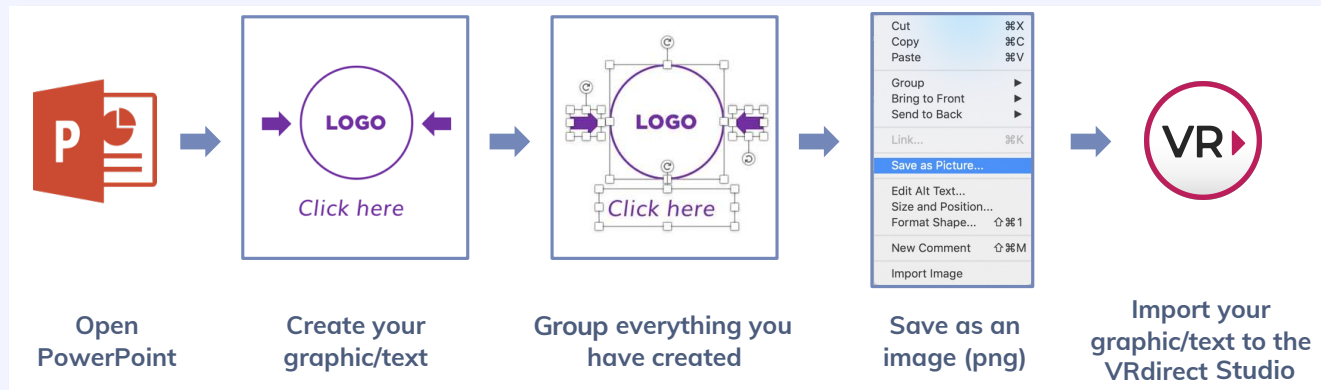 P
LOGO
Click here
LOGO
Click here
Cut ⌘X
Copy ⌘C
Paste ⌘V
Group
Bring to Front
Send to Back
Link... ⌘K
Save as Picture...
Edit Alt Text...
Size and Position...
Format Shape... ⇧⌘1
New Comment ⇧⌘M
Import Image
VR
Open
PowerPoint
Create your
graphic/text
Group everything you
have created
Save as an
image (png)
Import your
graphic/text to the
VRdirect Studio